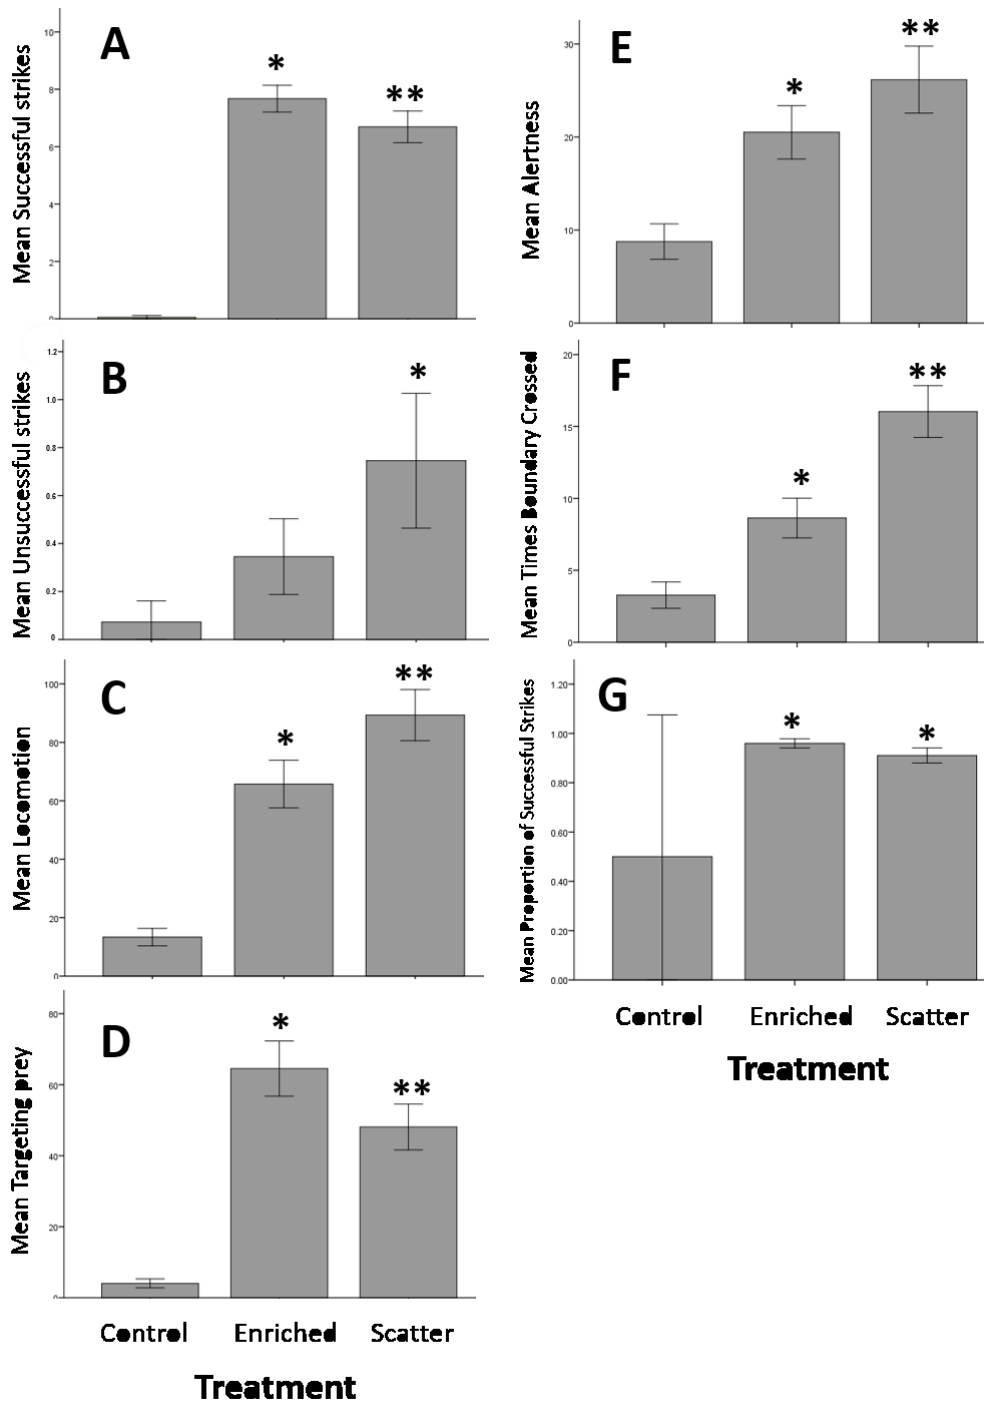 A
Mean Successful strikes
10
8
6
4
2
0
*
**
B
Mean Unsuccessful strikes
1.2
1.0
0.8
0.6
0.4
0.2
0
*
C
Mean Locomotion
100
80
60
40
20
0
*
**
D
Mean Targeting prey
80
60
40
20
0
*
**
Control Enriched Scatter
Treatment
E
Mean Alertness
30
20
10
0
*
**
F
Mean Times Boundary Crossed
20
15
10
5
0
*
**
G
Mean Proportion of Successful Strikes
1.20
1.00
0.80
0.60
0.40
0.20
0.00
*
*
Control Enriched Scatter
Treatment